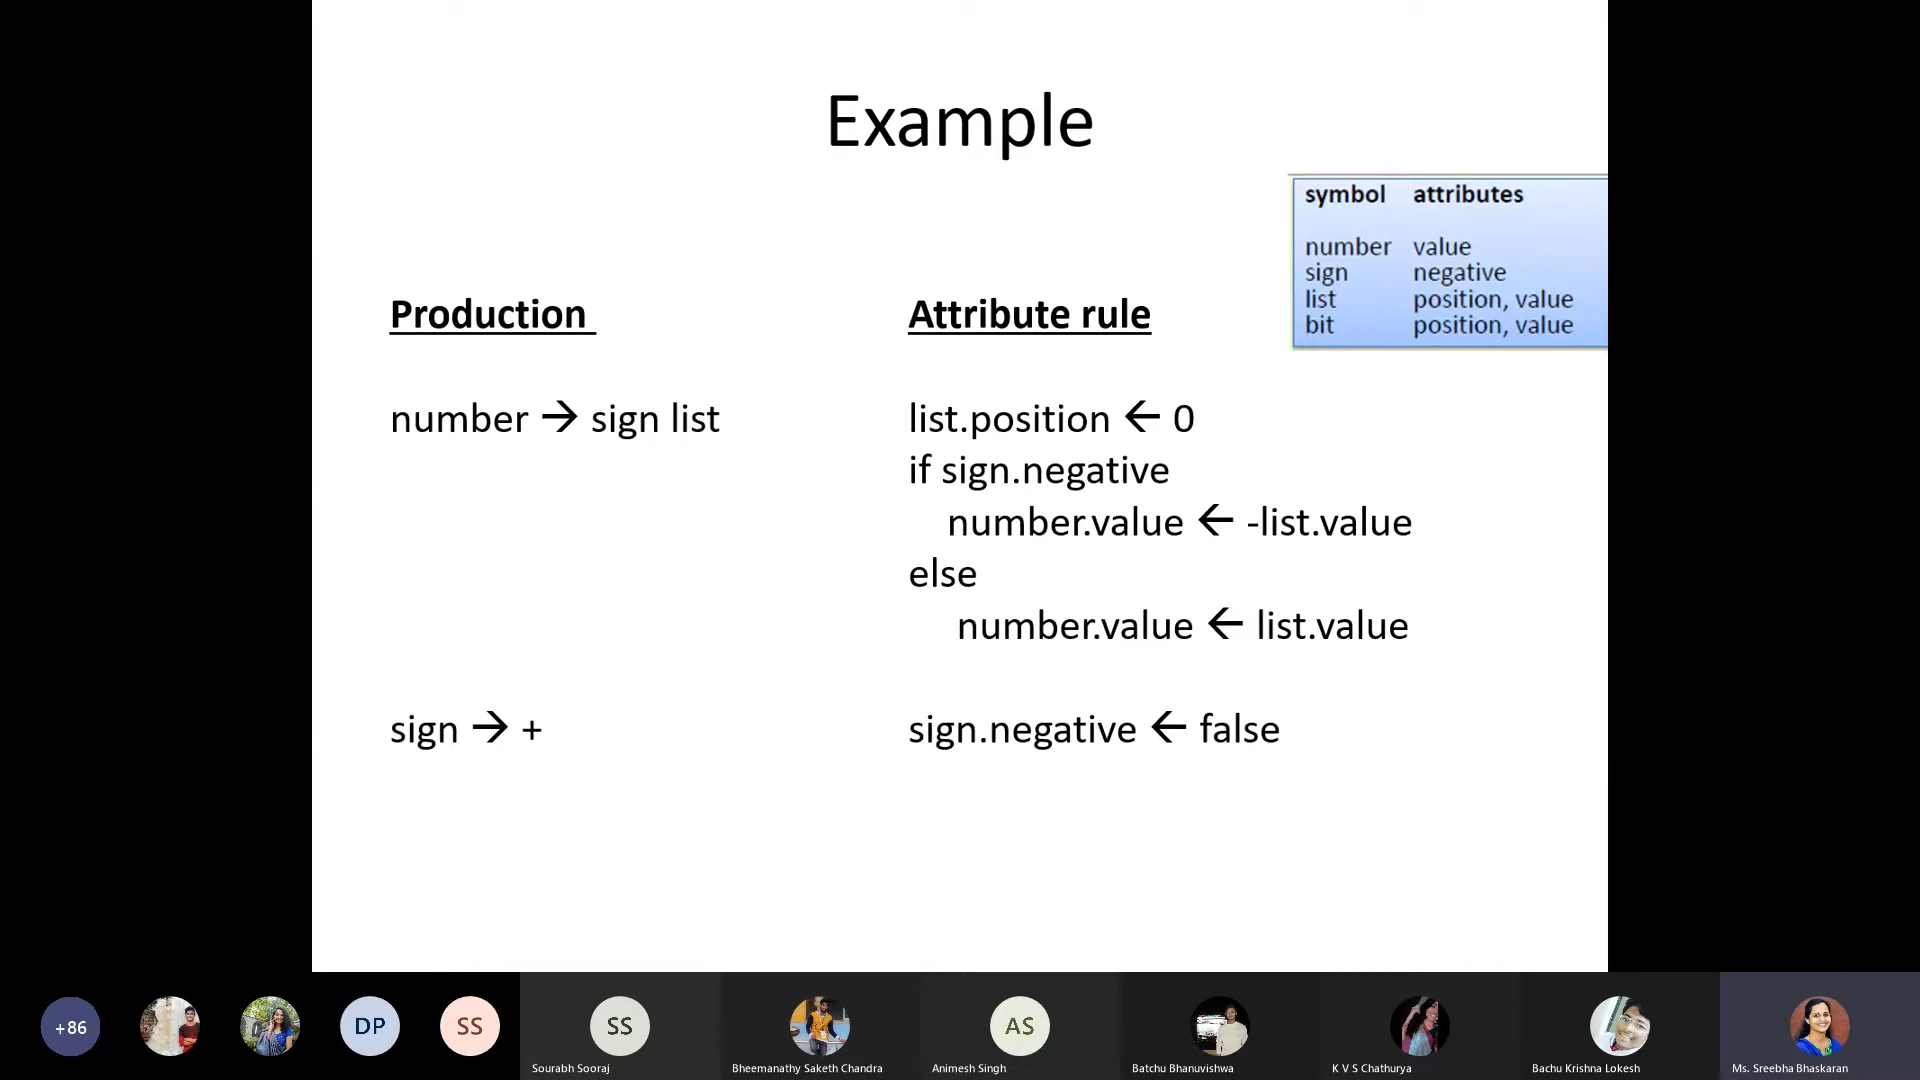 Example
symbol attributes
number value
sign negative
list position, value
bit position, value
Production Attribute rule
number → sign list list.position ← 0
if sign.negative
number.value ← -list.value
else
number.value ← list.value
sign → + sign.negative ← false
+86
DP
SS
SS
AS
Sourabh Sooraj
Bheemanathy Saketh Chandra
Animesh Singh
Batchu Bhanuvishwa
K V S Chathurya
Bachu Krishna Lokesh
Ms. Sreebha Bhaskaran